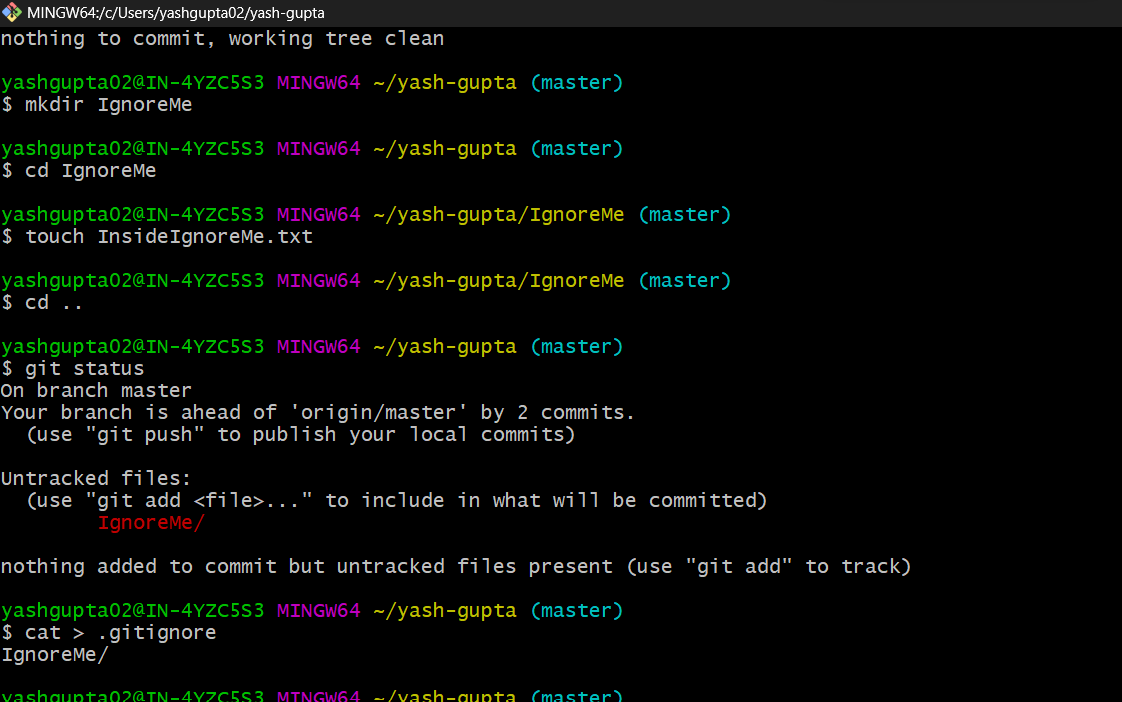 MINGW64:/c/Users/yashgupta02/yash-gupta
nothing to commit, working tree clean
yashgupta02@IN-4YZC5S3 MINGW64 ~/yash-gupta (master)
$ mkdir IgnoreMe
yashgupta02@IN-4YZC5S3 MINGW64 ~/yash-gupta (master)
$ cd IgnoreMe
yashgupta02@IN-4YZC5S3 MINGW64 ~/yash-gupta/IgnoreMe (master)
$ touch InsideIgnoreMe.txt
yashgupta02@IN-4YZC5S3 MINGW64 ~/yash-gupta/IgnoreMe (master)
$ cd ..
yashgupta02@IN-4YZC5S3 MINGW64 ~/yash-gupta (master)
$ git status
On branch master
Your branch is ahead of 'origin/master' by 2 commits.
  (use "git push" to publish your local commits)
Untracked files:
  (use "git add <file>..." to include in what will be committed)
        IgnoreMe/
nothing added to commit but untracked files present (use "git add" to track)
yashgupta02@IN-4YZC5S3 MINGW64 ~/yash-gupta (master)
$ cat > .gitignore
IgnoreMe/
yashgupta02@IN-4YZC5S3 MINGW64 ~/yash-gupta (master)